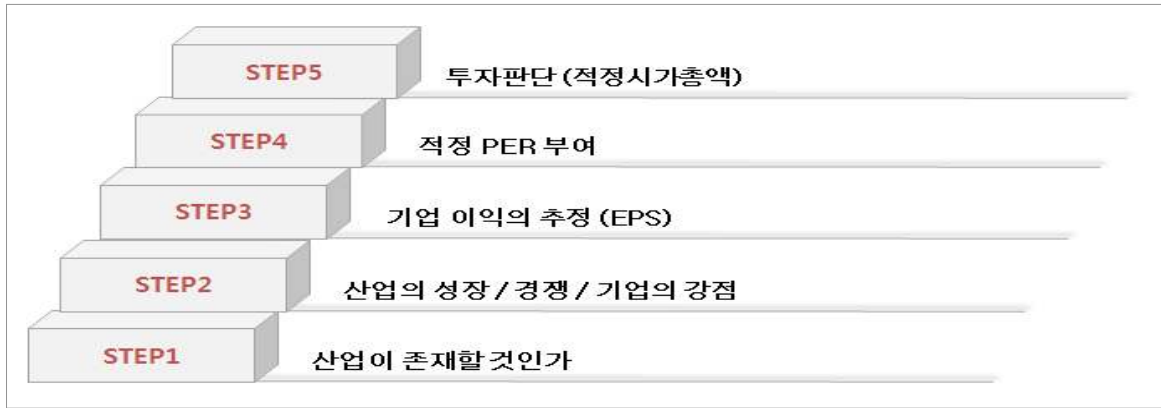 STEP5 투자판단 (적정시가총액)
STEP4 적정 PER 부여
STEP3 기업 이익의 추정 (EPS)
STEP2 산업의 성장 / 경쟁 / 기업의 강점
STEP1 산업이 존재할것인가